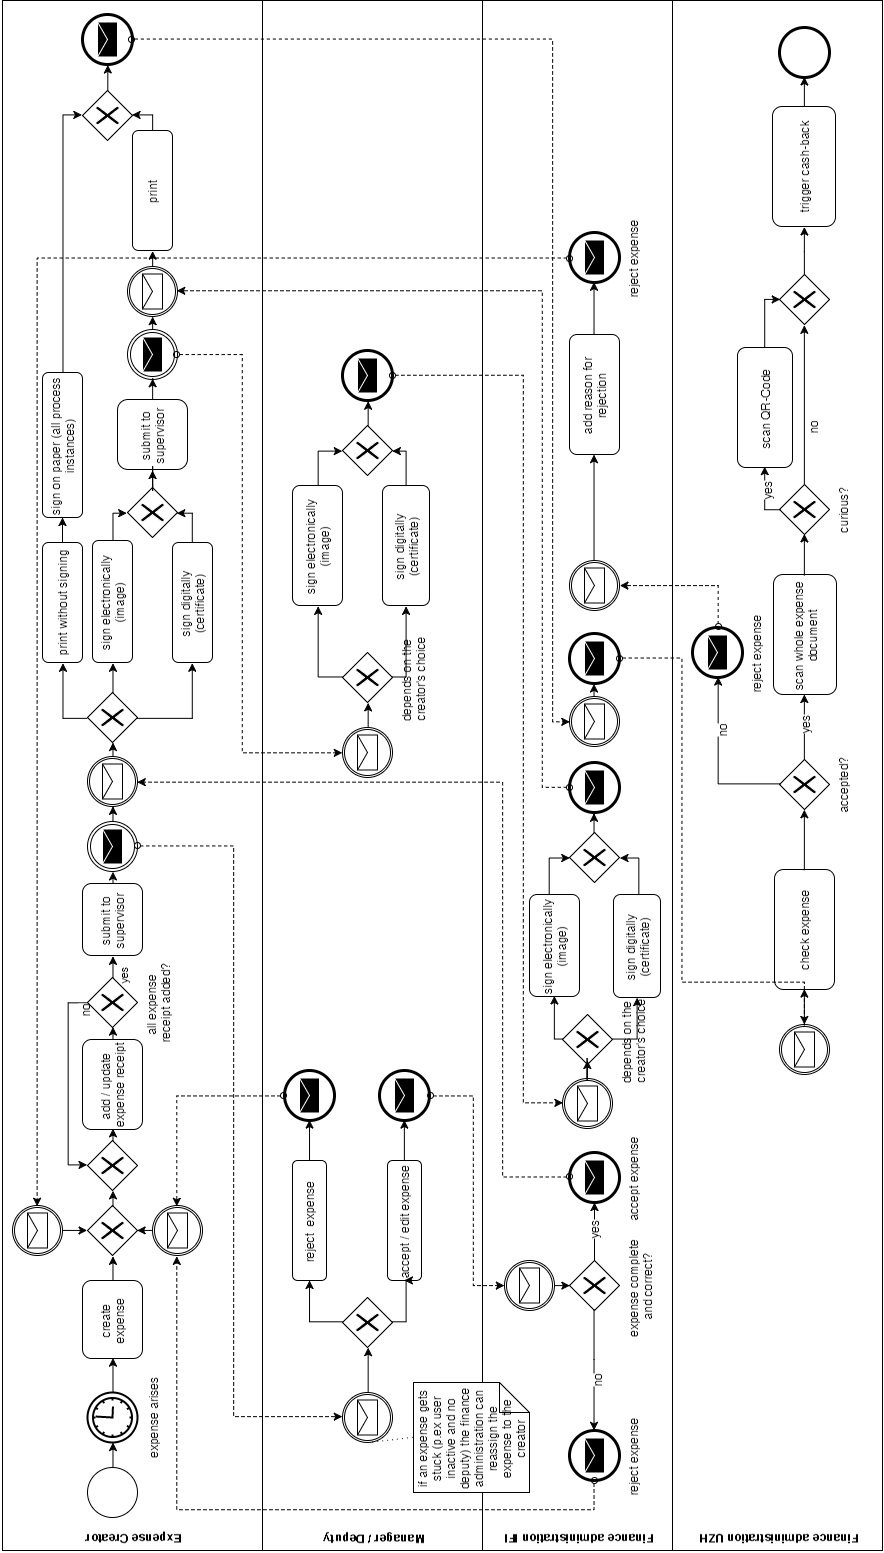 Expense Creator
expense arises
create
expense
add / update
expense receipt
no
yes
all expense
receipt added?
submit to
supervisor
print without signing
sign on paper (all process
instances)
sign electronically
(image)
sign digitally
(certificate)
submit to
supervisor
print
Manager / Deputy
if an expense gets
stuck (p.ex user
inactive and no
deputy) the finance
administration can
reassign the
expense to the
creator
reject expense
accept / edit expense
depends on the
creator's choice
sign electronically
(image)
sign digitally
(certificate)
Finance administration IFI
reject expense
no
expense complete
and correct?
yes
accept expense
depends on the
creator's choice
sign electronically
(image)
sign digitally
(certificate)
add reason for
rejection
reject expense
Finance administration UZH
check expense
accepted?
no
reject expense
yes
scan whole expense
document
curious?
yes
scan QR-Code
no
trigger cash-back